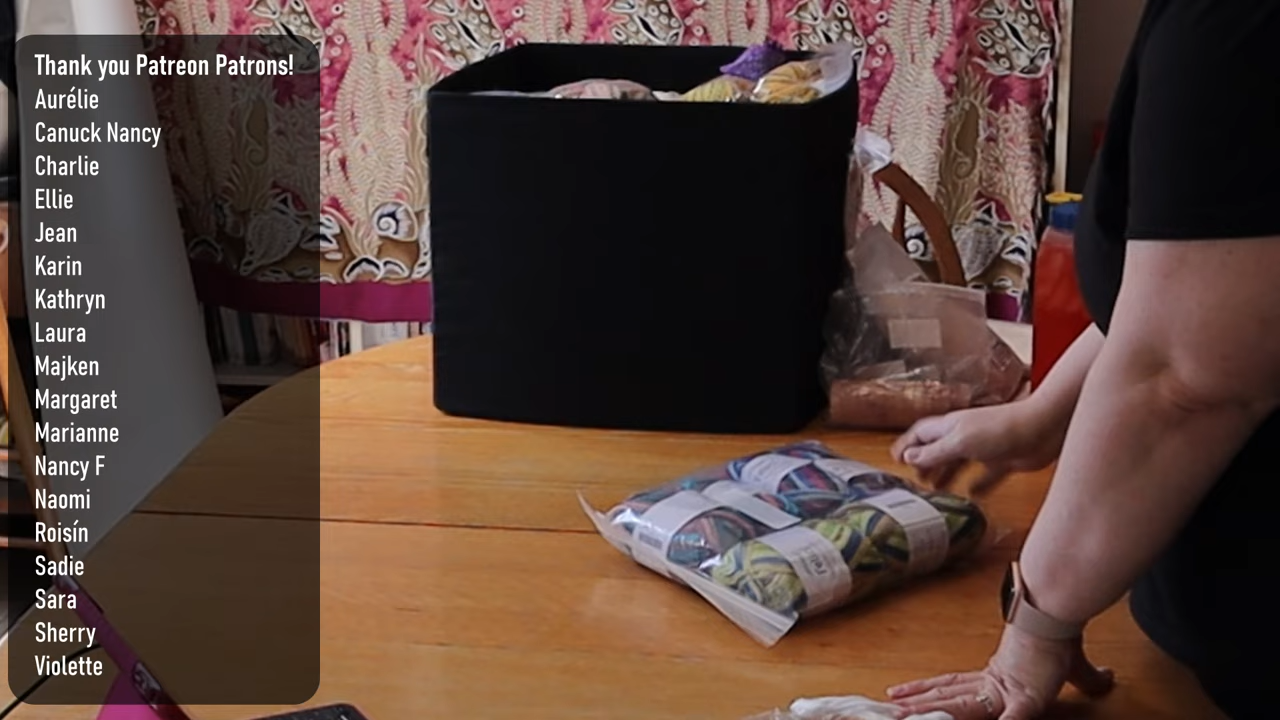 Thank you Patreon Patrons!
Aurélie
Canuck Nancy
Charlie
Ellie
Jean
Karin
Kathryn
Laura
Majken
Margaret
Marianne
Nancy F
Naomi
Roisín
Sadie
Sara
Sherry
Violette